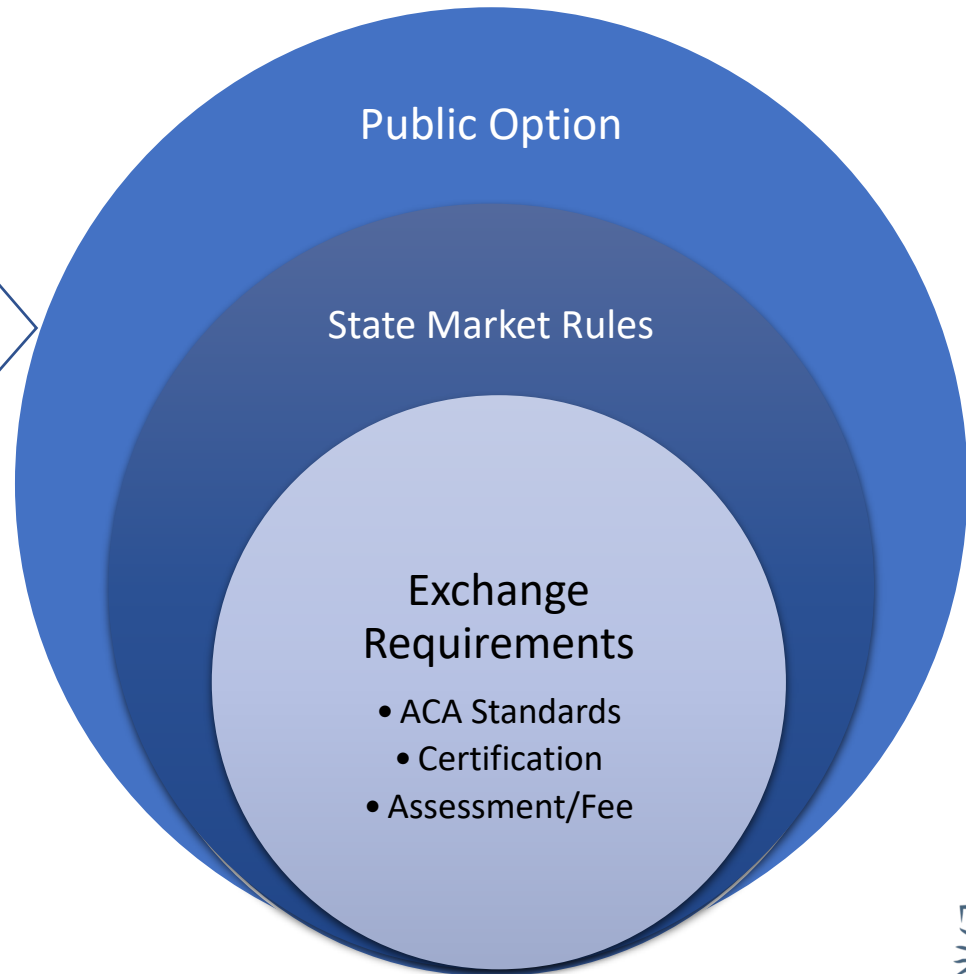 Public Option
State Market Rules
Exchange
Requirements
• ACA Standards
• Certification
• Assessment/Fee